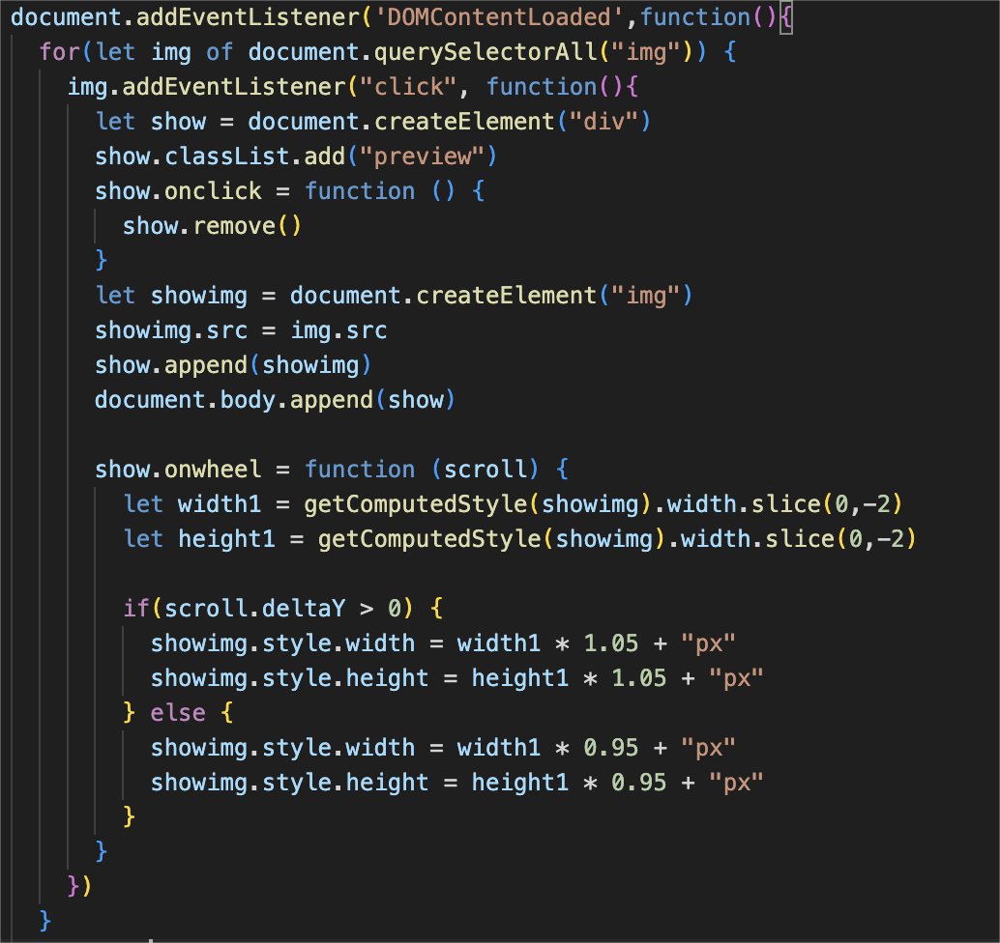 document.addEventListener('DOMContentLoaded',function(){
  for(let img of document.querySelectorAll("img")) {
    img.addEventListener("click", function(){
      let show = document.createElement("div")
      show.classList.add("preview")
      show.onclick = function () {
        show.remove()
      }
      let showimg = document.createElement("img")
      showimg.src = img.src
      show.append(showimg)
      document.body.append(show)

      show.onwheel = function (scroll) {
        let width1 = getComputedStyle(showimg).width.slice(0,-2)
        let height1 = getComputedStyle(showimg).width.slice(0,-2)

        if(scroll.deltaY > 0) {
          showimg.style.width = width1 * 1.05 + "px"
          showimg.style.height = height1 * 1.05 + "px"
        } else {
          showimg.style.width = width1 * 0.95 + "px"
          showimg.style.height = height1 * 0.95 + "px"
        }
      }
    })
  }